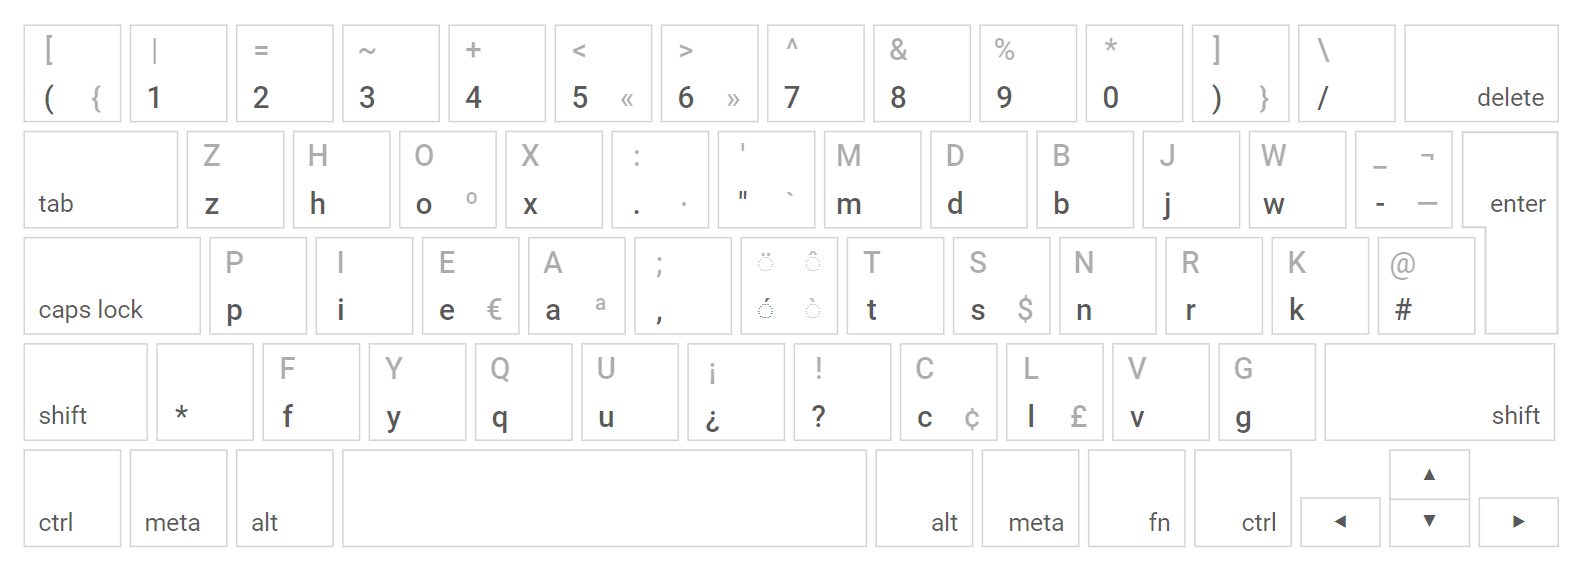 [ | = ~ + < > ^ & % * ] \
( { 1 2 3 4 5 « 6 » 7 8 9 0 ) } / delete
Z H O X : ' M D B J W _ ¬
tab z h o º x . · " ` m d b j w - — enter
P I E A ; ◌̈ ◌̂ T S N R K @
caps lock p i e € a ª , ◌́ ◌̀ t s $ n r k #
F Y Q U ¡ ! C L V G
shift * f y q u ¿ ? c ¢ l £ v g shift
▲
ctrl meta alt alt meta fn ctrl ◀ ▼ ▶